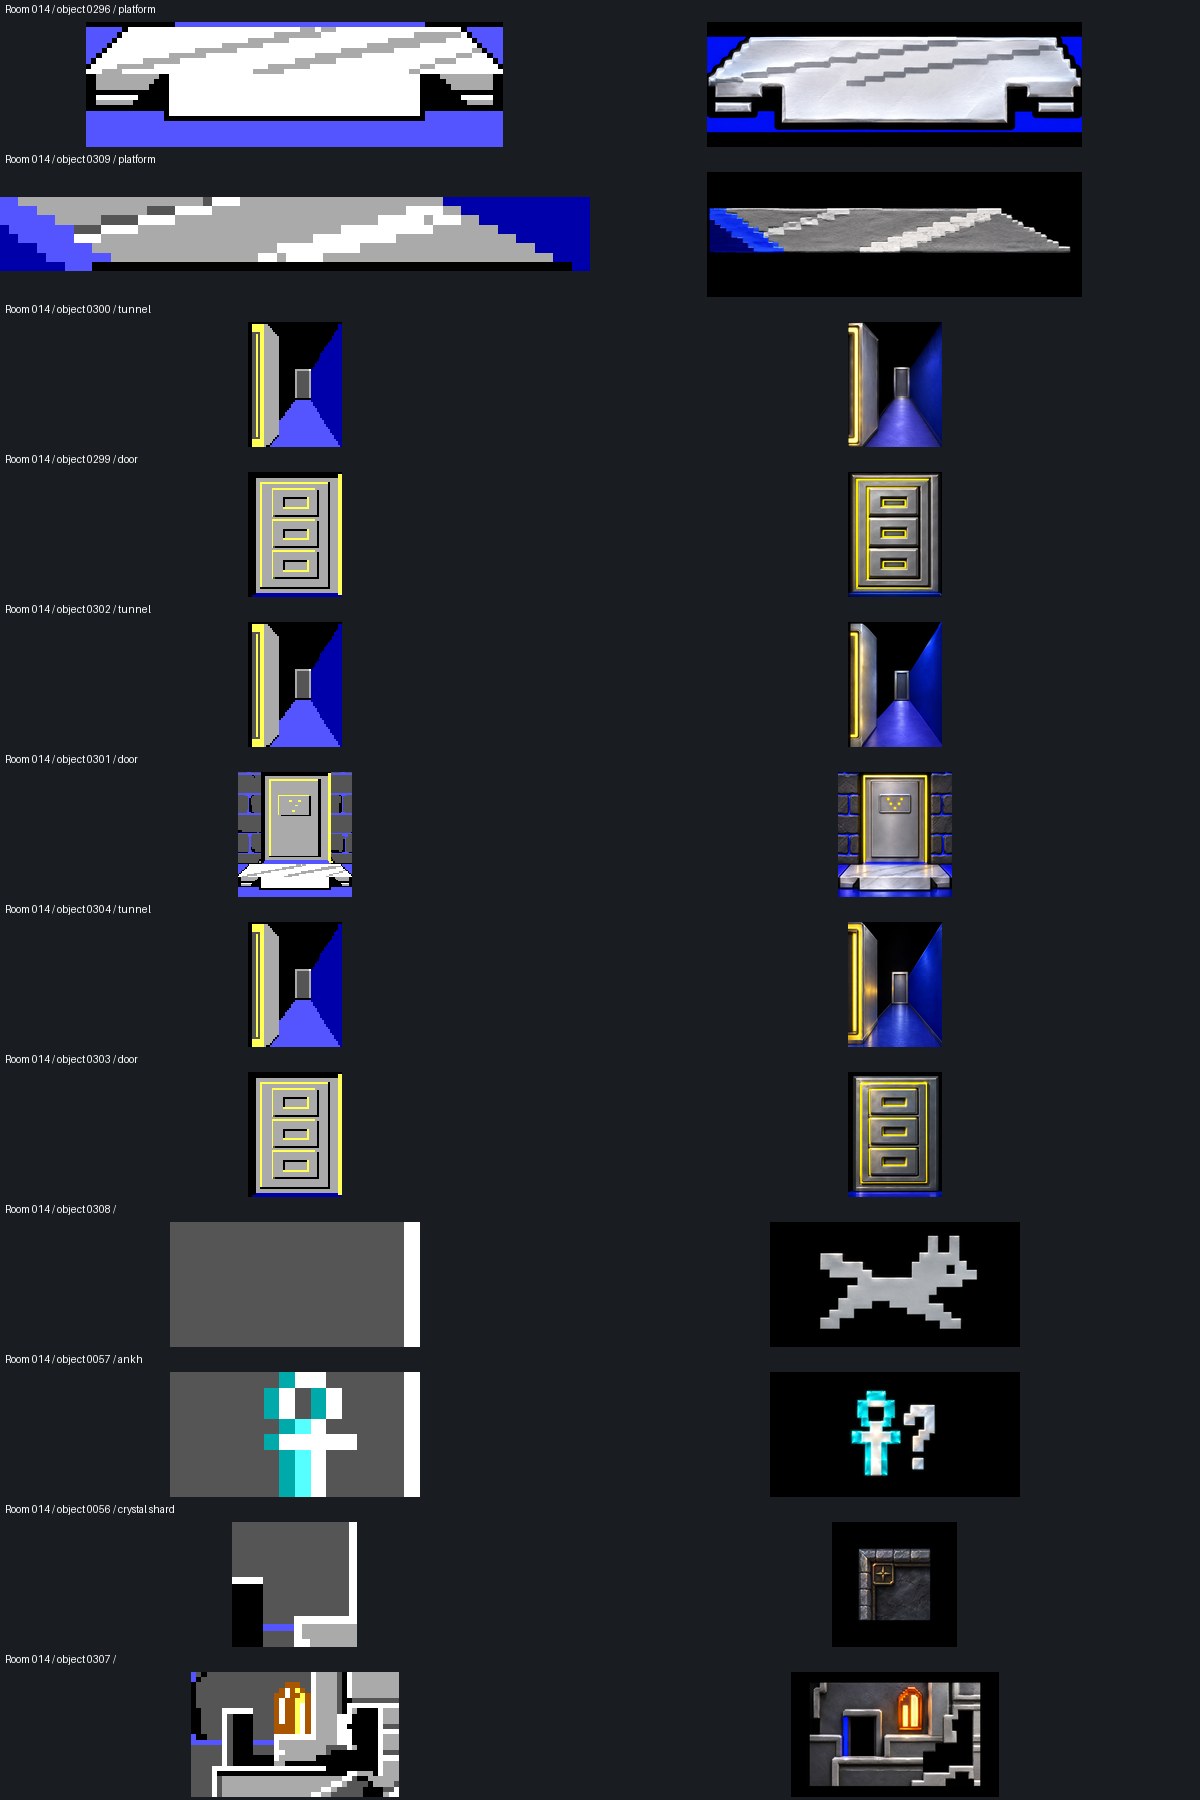 Room 014 / object 0296 / platform
Room 014 / object 0309 / platform
Room 014 / object 0300 / tunnel
Room 014 / object 0299 / door
Room 014 / object 0302 / tunnel
Room 014 / object 0301 / door
Room 014 / object 0304 / tunnel
Room 014 / object 0303 / door
Room 014 / object 0308 /
Room 014 / object 0057 / ankh
?
Room 014 / object 0056 / crystal shard
Room 014 / object 0307 /